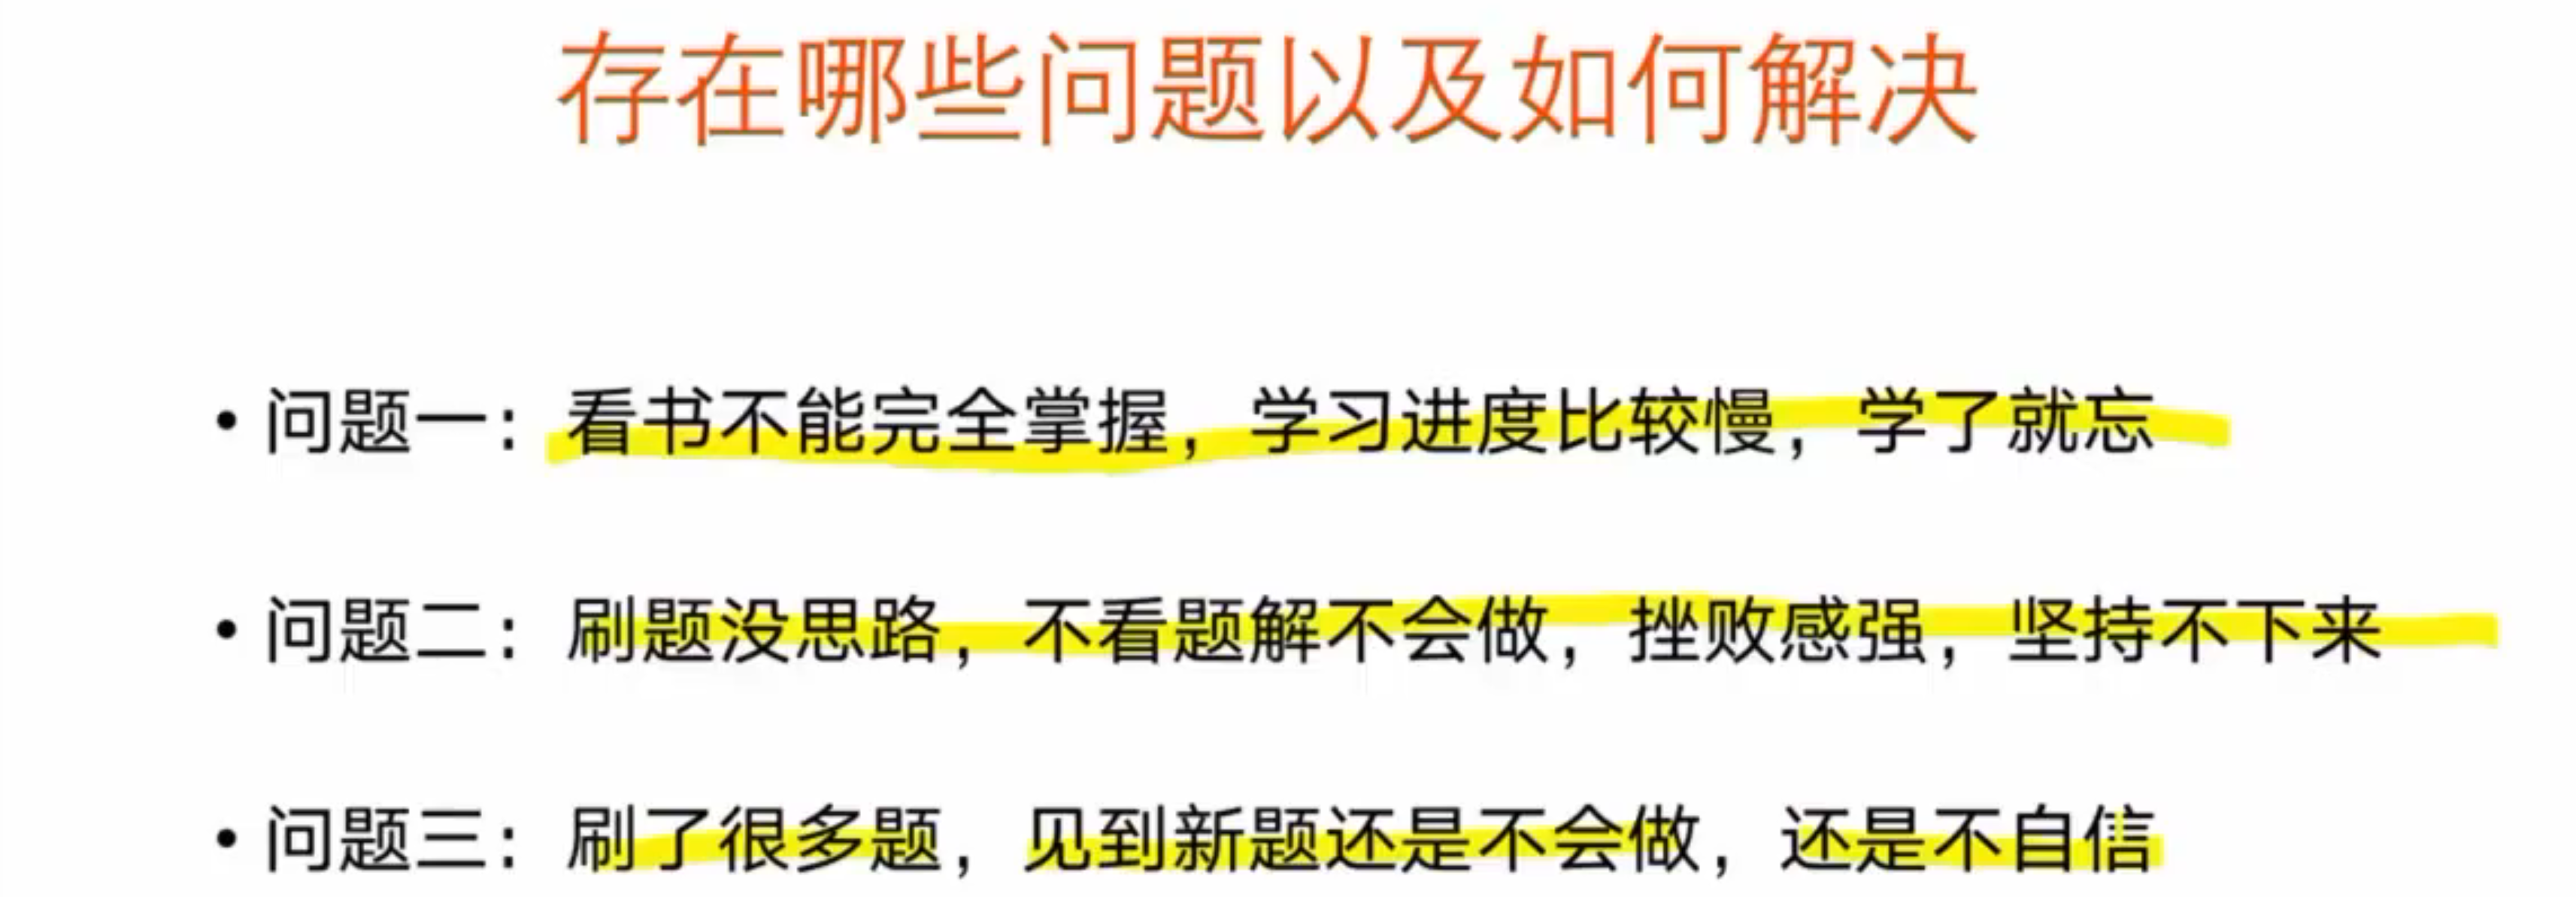 存在哪些问题以及如何解决
• 问题一：看书不能完全掌握，学习进度比较慢，学了就忘
• 问题二：刷题没思路，不看题解不会做，挫败感强，坚持不下来
• 问题三：刷了很多题，见到新题还是不会做，还是不自信